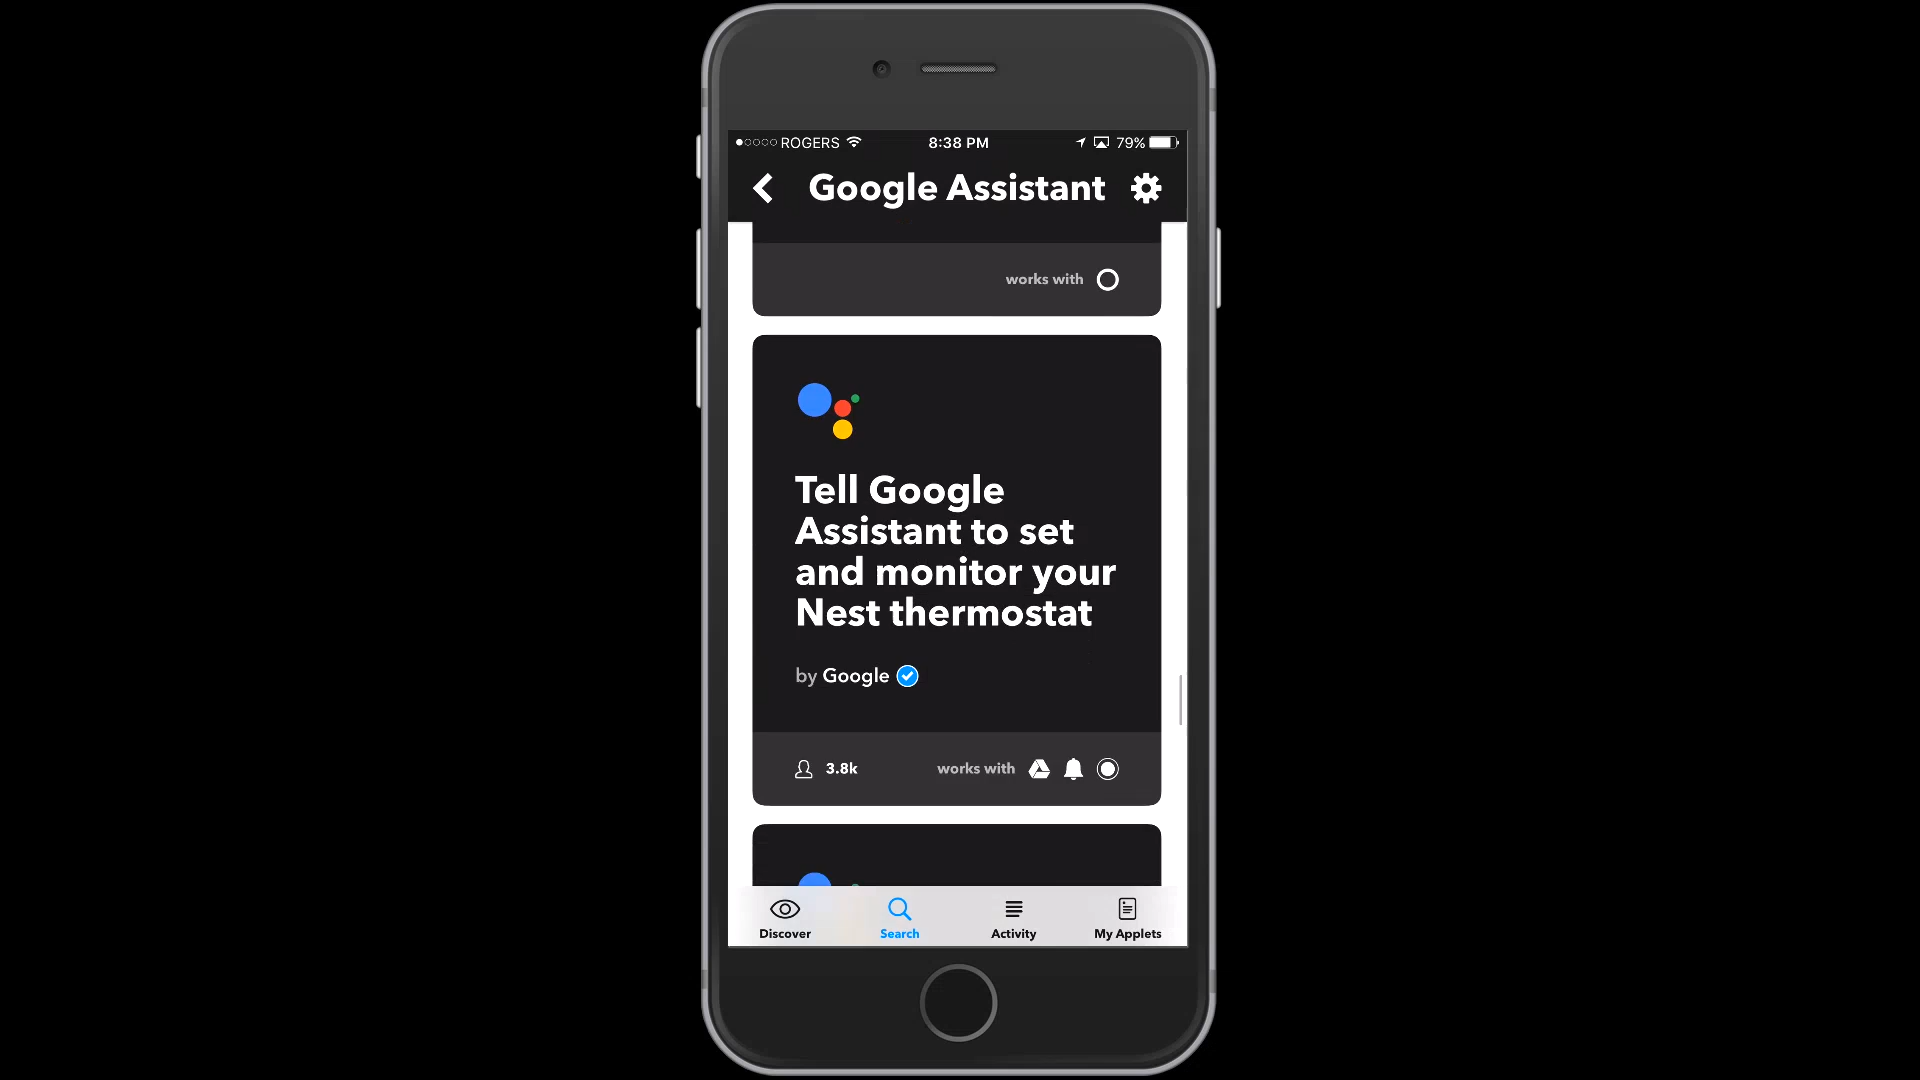 ROGERS 8:38 PM 79%
Google Assistant
works with
Tell Google
Assistant to set
and monitor your
Nest thermostat
by Google
3.8k works with
Discover Search Activity My Applets